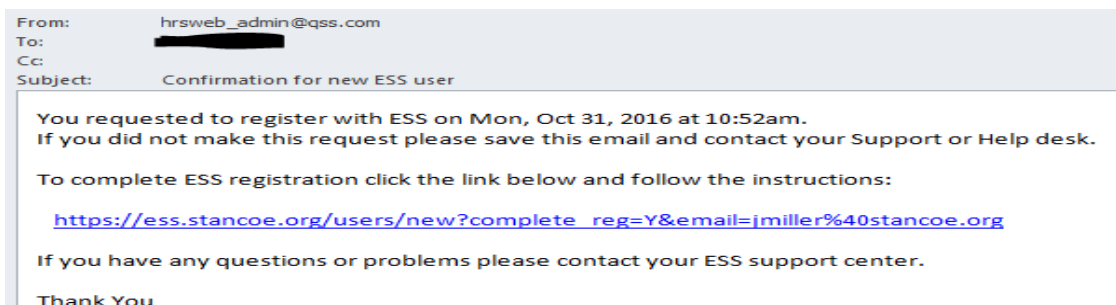 From: hrsweb_admin@qss.com
To:
Cc:
Subject: Confirmation for new ESS user
You requested to register with ESS on Mon, Oct 31, 2016 at 10:52am.
If you did not make this request please save this email and contact your Support or Help desk.
To complete ESS registration click the link below and follow the instructions:
https://ess.stancoe.org/users/new?complete_reg=Y&email=jmiller%40stancoe.org
If you have any questions or problems please contact your ESS support center.
Thank You